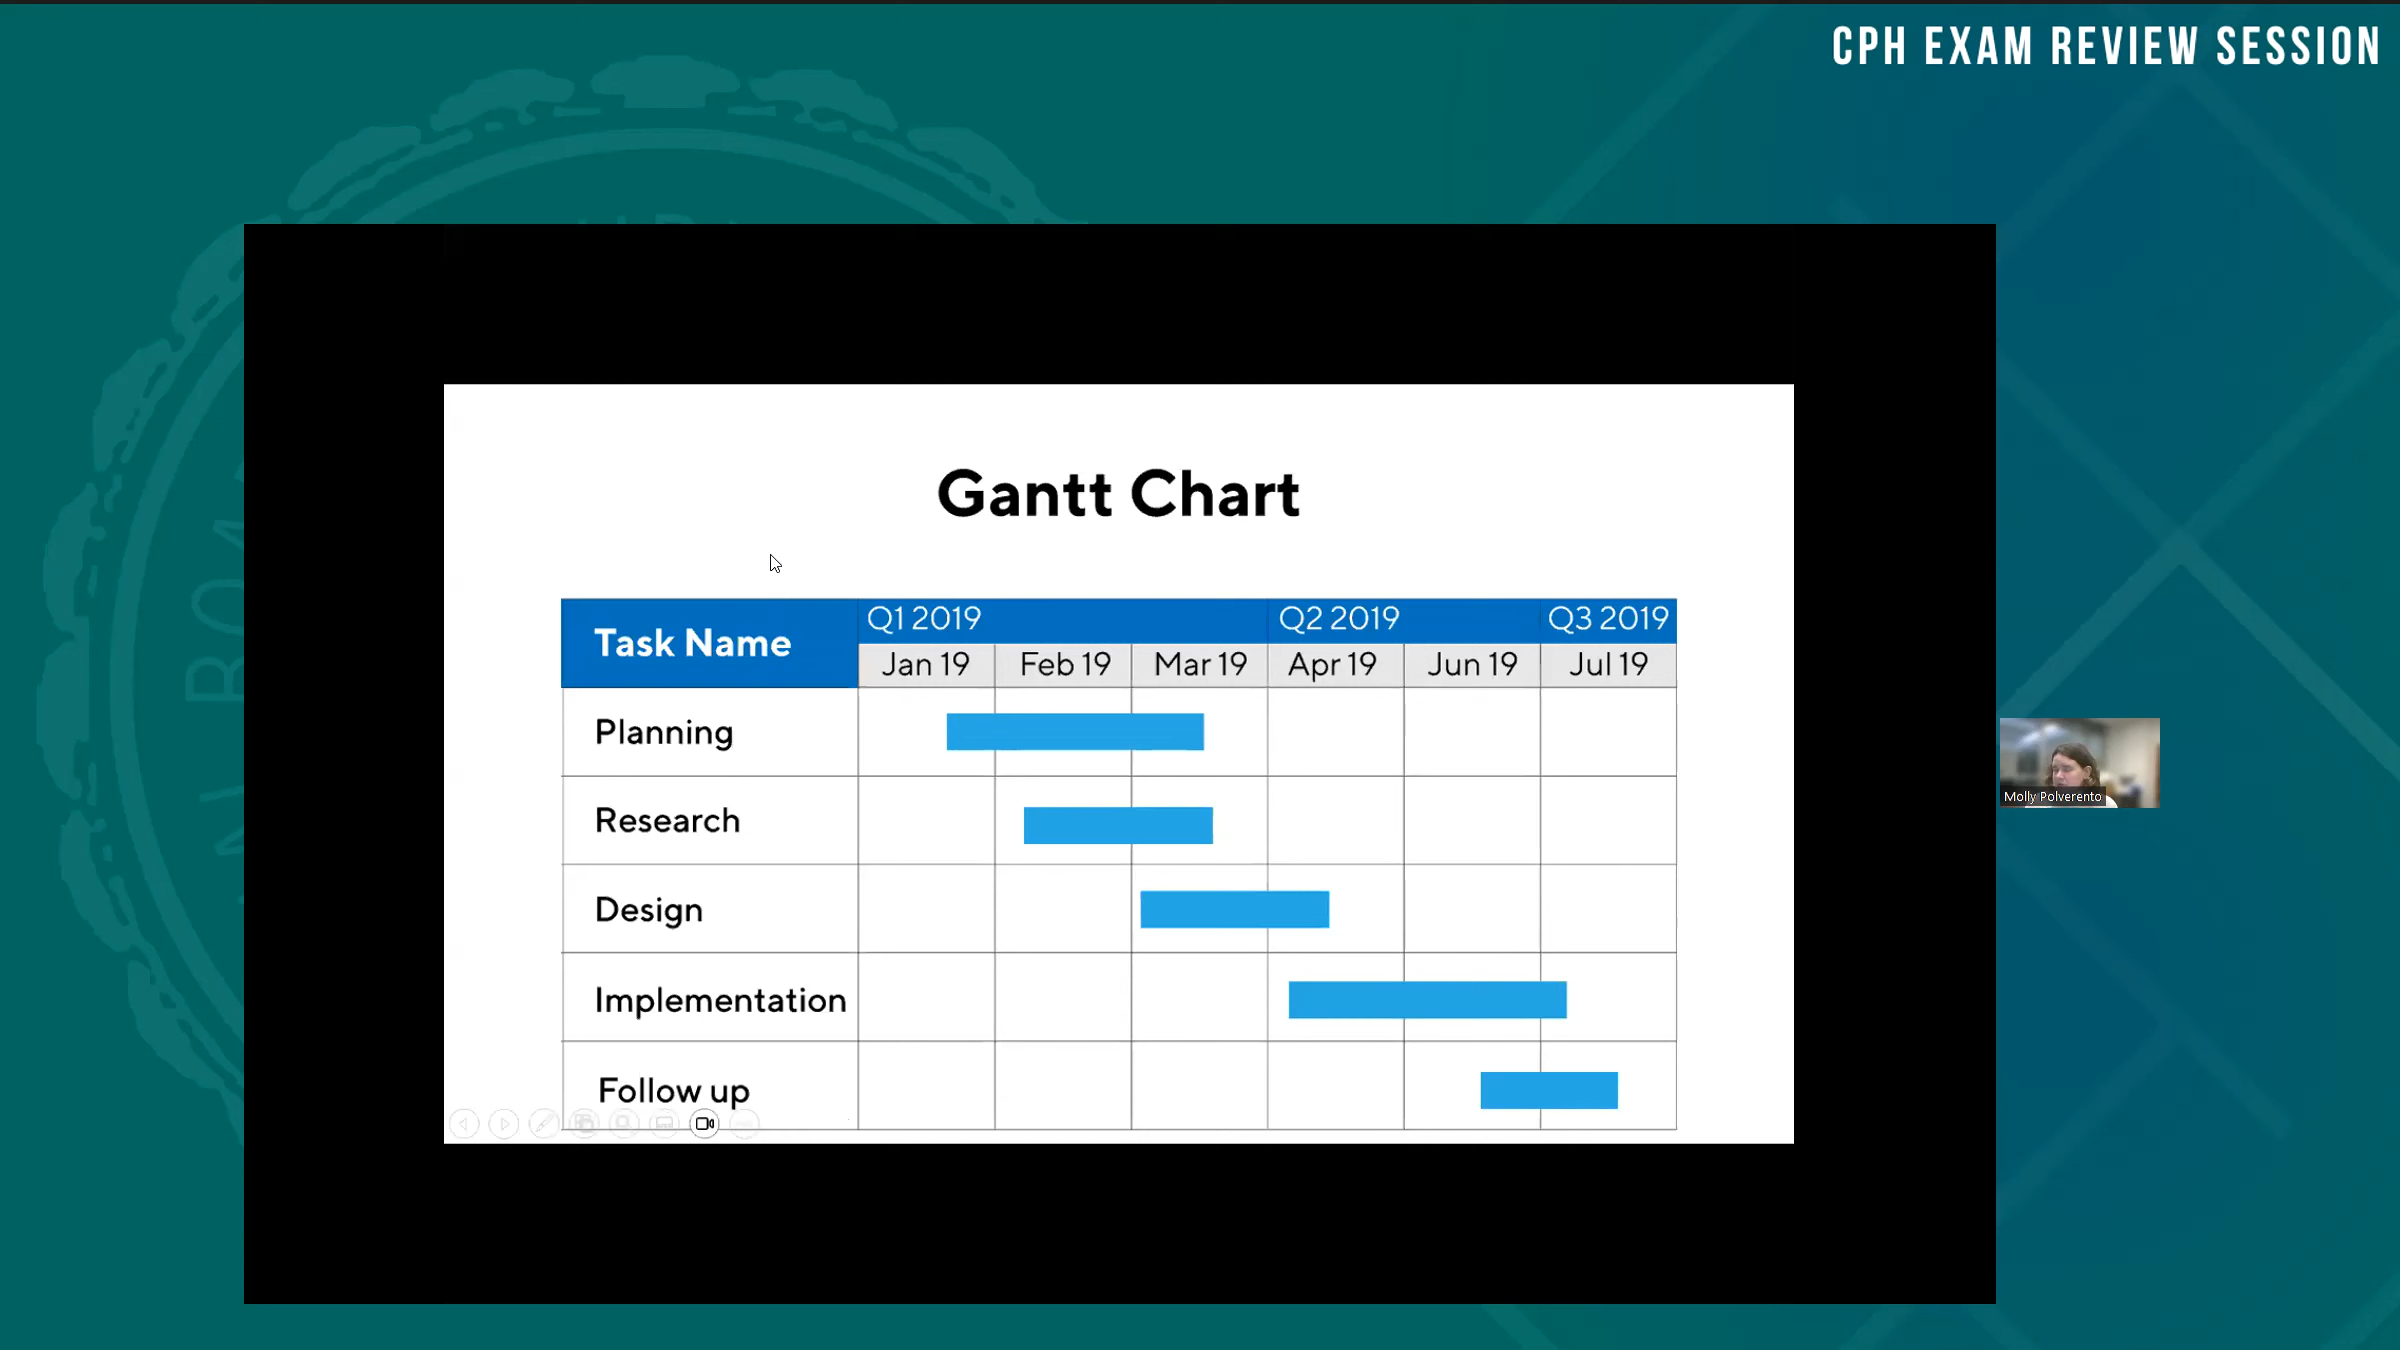 CPH EXAM REVIEW SESSION
Gantt Chart
Task Name
Q1 2019 Q2 2019 Q3 2019
Jan 19 Feb 19 Mar 19 Apr 19 Jun 19 Jul 19
Planning
Research
Design
Implementation
Follow up
Molly Polverento